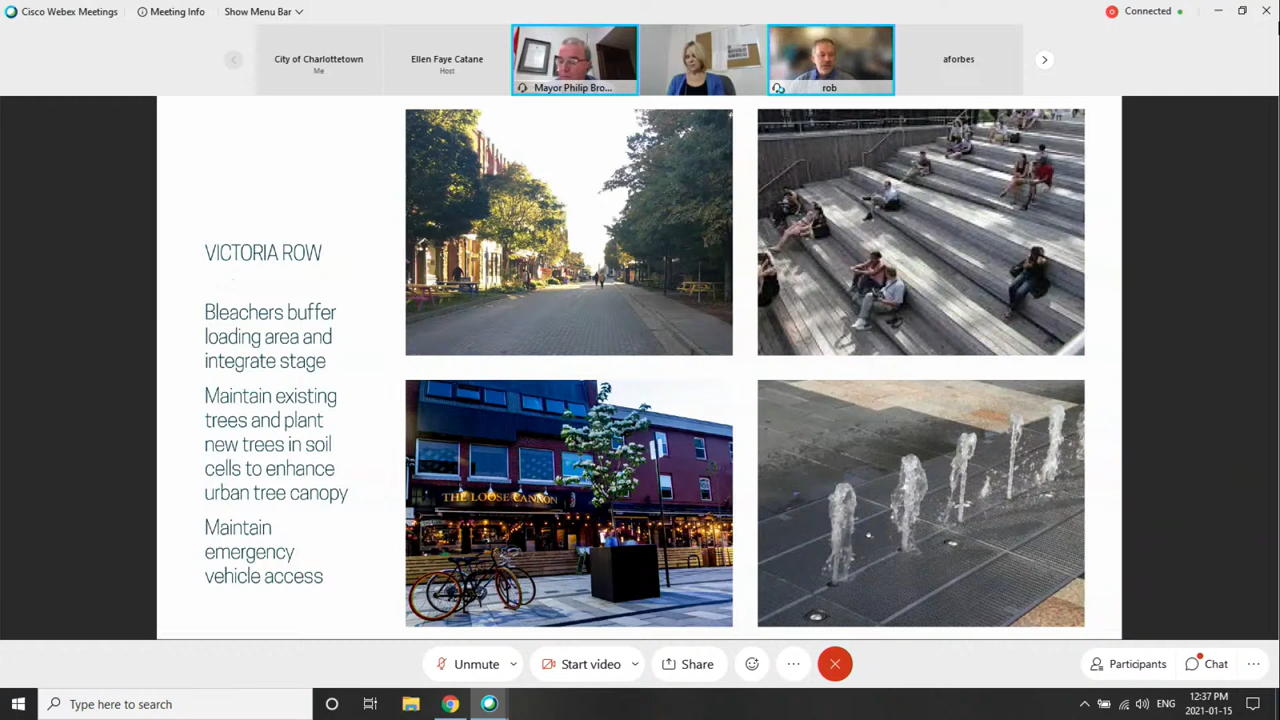 Cisco Webex Meetings
Meeting Info
Show Menu Bar
Connected
City of Charlottetown
Me
Ellen Faye Catane
Host
Mayor Philip Bro...
rob
aforbes
VICTORIA ROW
Bleachers buffer
loading area and
integrate stage
Maintain existing
trees and plant
new trees in soil
cells to enhance
urban tree canopy
Maintain
emergency
vehicle access
THE LOOSE CANNON
Unmute
Start video
Share
Participants
Chat
Type here to search
ENG
12:37 PM
2021-01-15